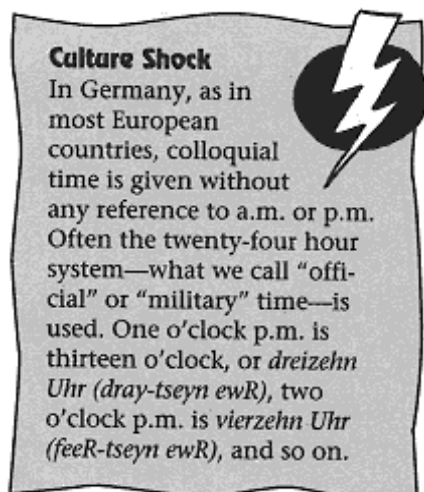 Culture Shock
In Germany, as in
most European
countries, colloquial
time is given without
any reference to a.m. or p.m.
Often the twenty-four hour
system—what we call "offi-
cial" or "military" time—is
used. One o'clock p.m. is
thirteen o'clock, or dreizehn
Uhr (dray-tseyn ewR), two
o'clock p.m. is vierzehn Uhr
(feeR-tseyn ewR), and so on.